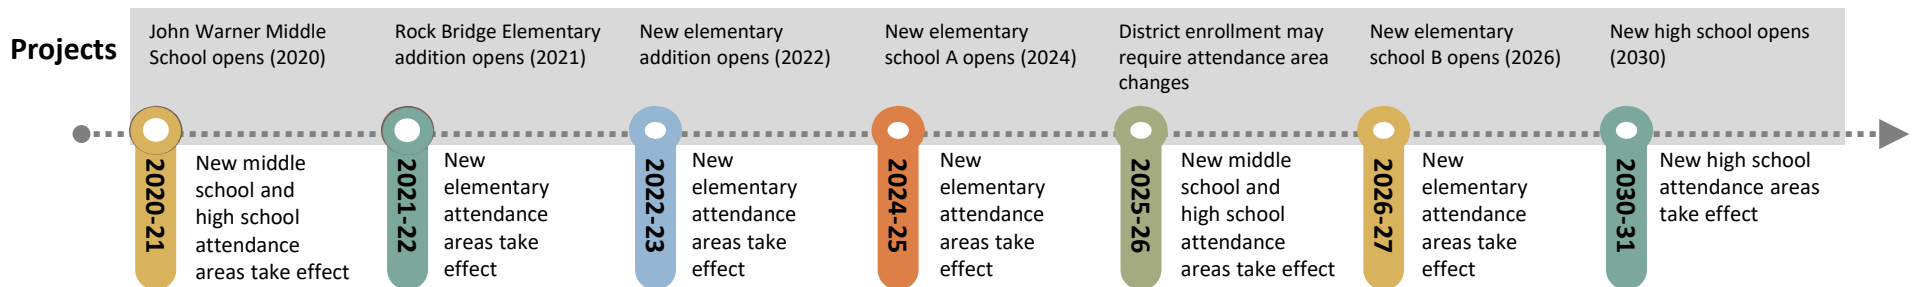 Projects
John Warner Middle
School opens (2020)
Rock Bridge Elementary
addition opens (2021)
New elementary
addition opens (2022)
New elementary
school A opens (2024)
District enrollment may
require attendance area
changes
New elementary
school B opens (2026)
New high school opens
(2030)
2020-21
New middle
school and
high school
attendance
areas take effect
2021-22
New
elementary
attendance
areas take
effect
2022-23
New
elementary
attendance
areas take
effect
2024-25
New
elementary
attendance
areas take
effect
2025-26
New middle
school and
high school
attendance
areas take effect
2026-27
New
elementary
attendance
areas take
effect
2030-31
New high school
attendance areas
take effect